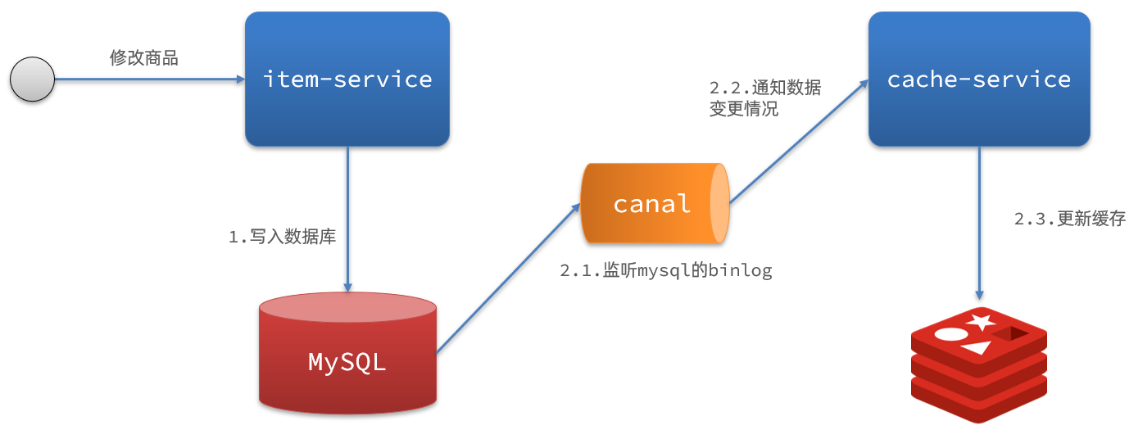 修改商品
item-service
2.2.通知数据
变更情况
cache-service
canal
1.写入数据库
2.1.监听mysql的binlog
2.3.更新缓存
MySQL